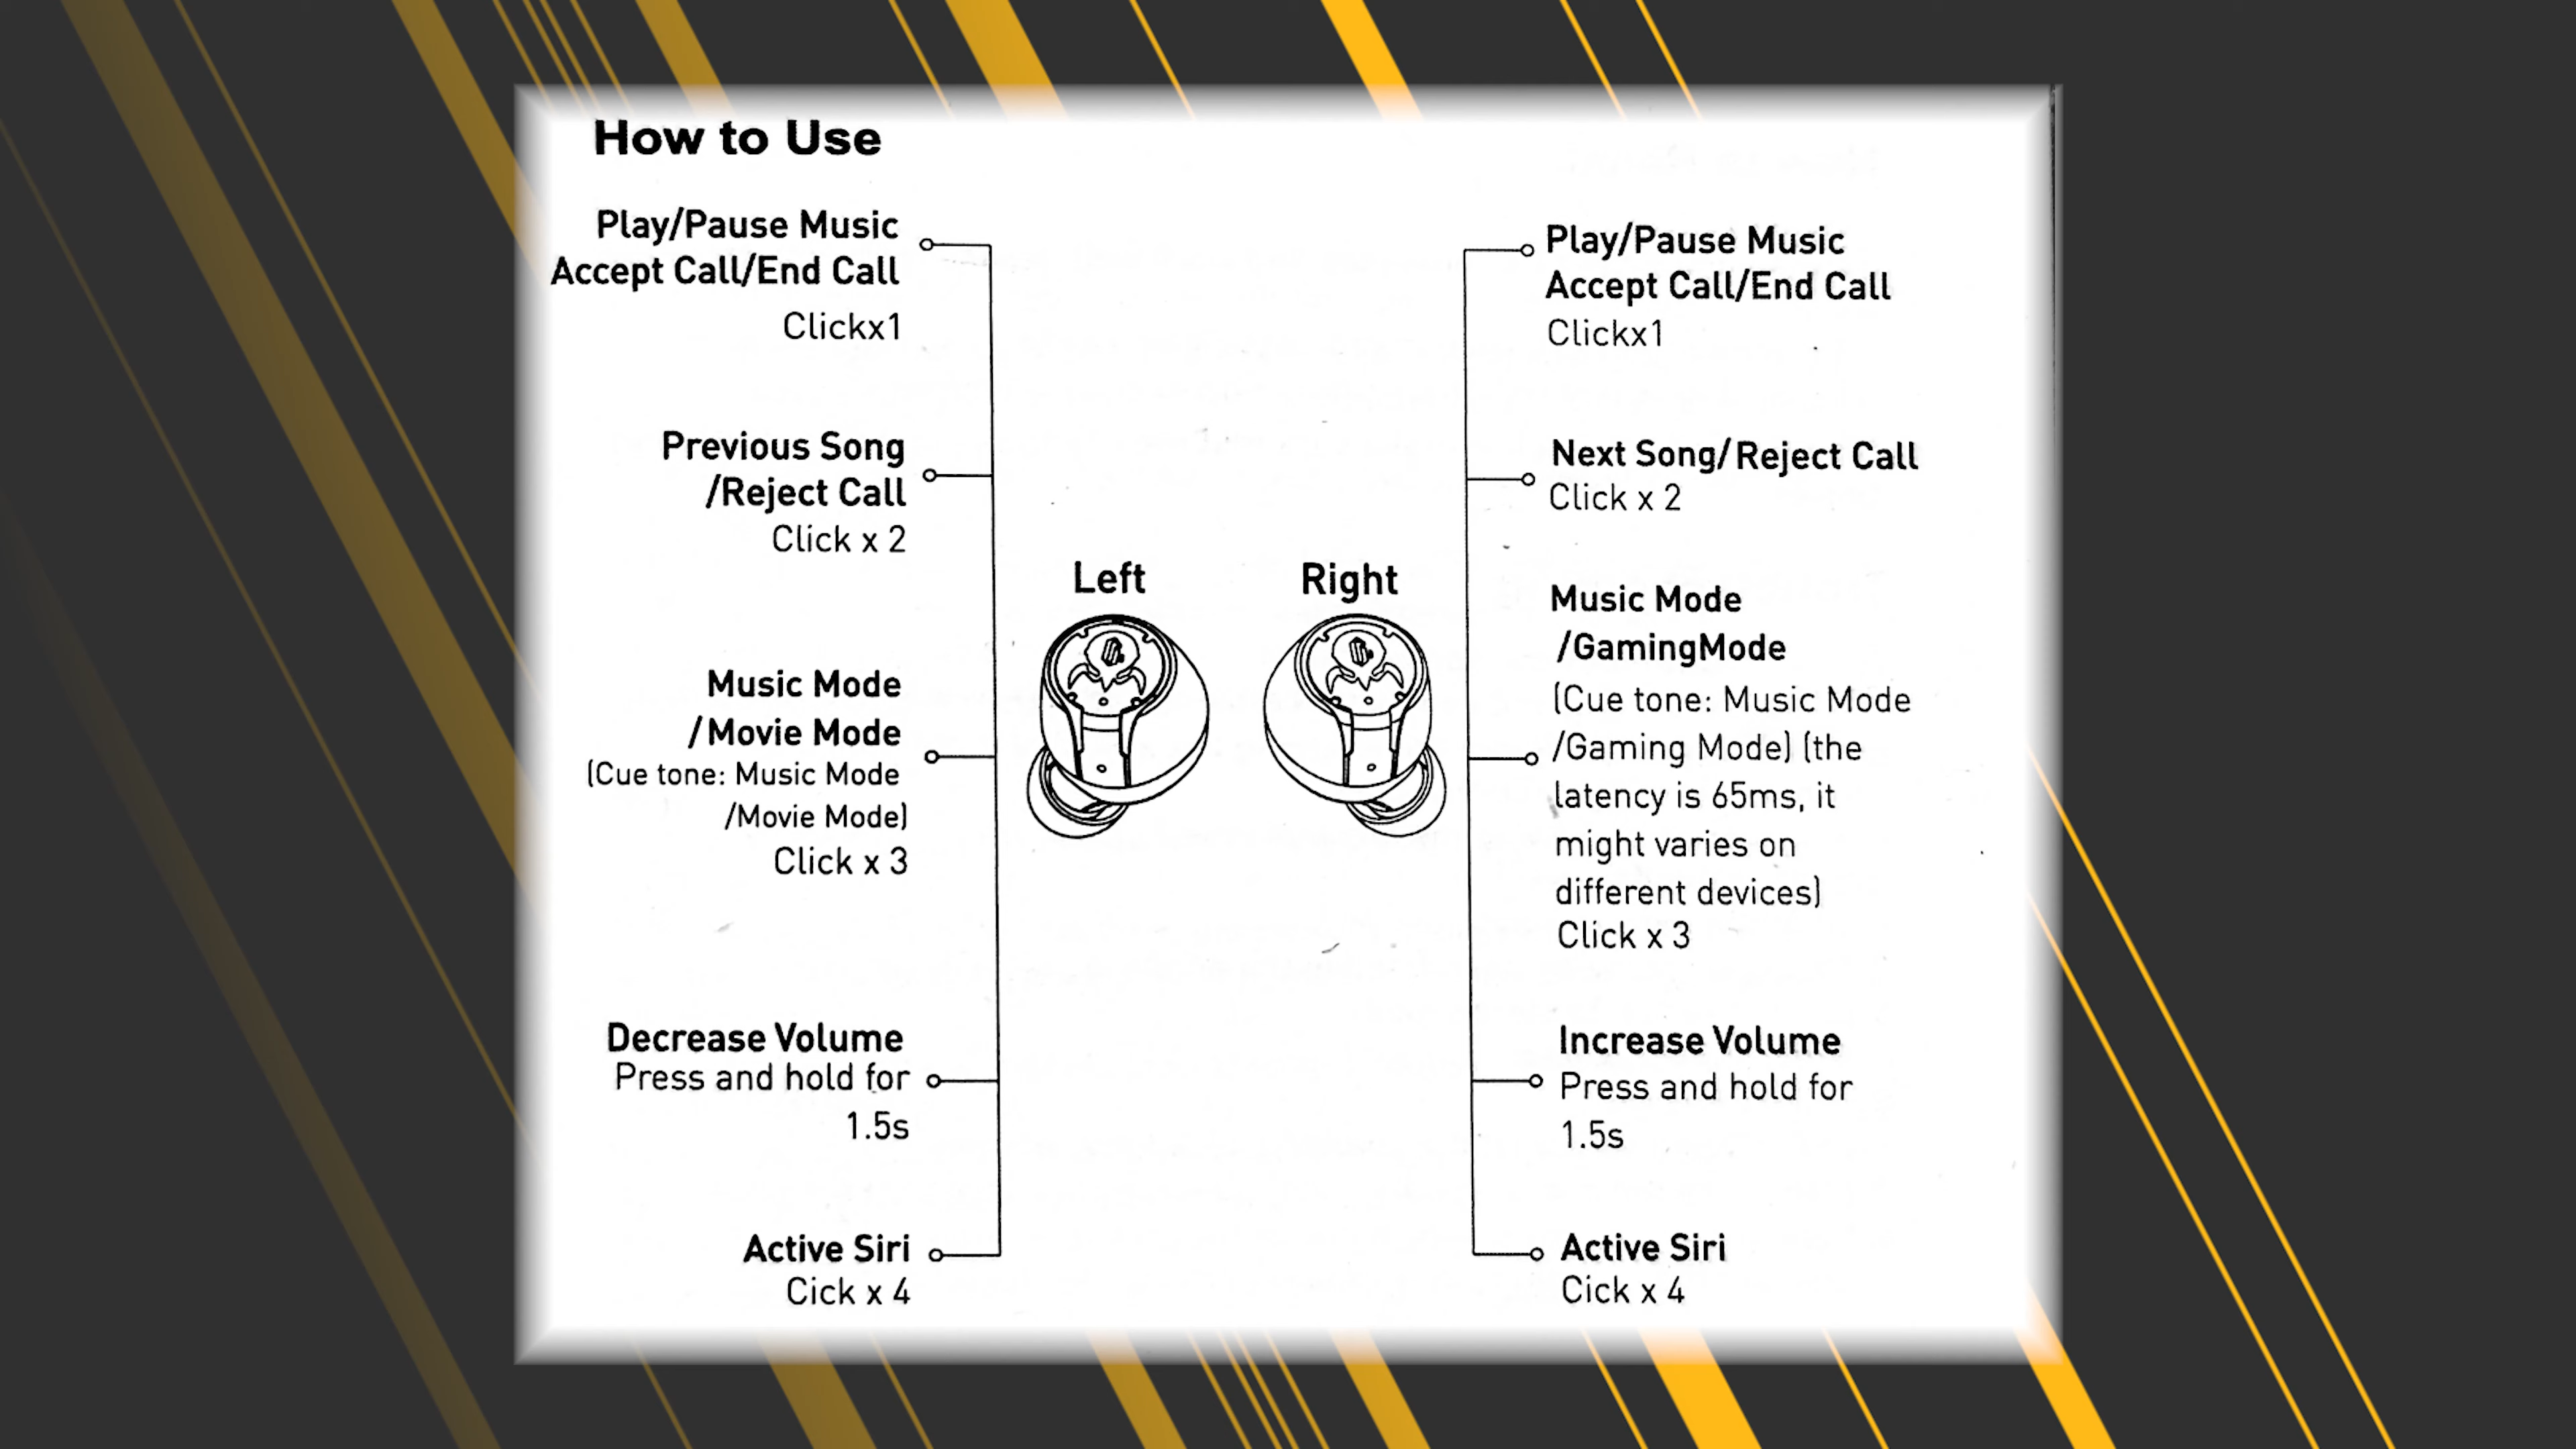 How to Use
Play/Pause Music
Accept Call/End Call
Clickx1
Previous Song
/Reject Call
Click x 2
Music Mode
/Movie Mode
(Cue tone: Music Mode
/Movie Mode)
Click x 3
Decrease Volume
Press and hold for
1.5s
Active Siri
Cick x 4
Left
Right
Play/Pause Music
Accept Call/End Call
Clickx1
Next Song/Reject Call
Click x 2
Music Mode
/GamingMode
(Cue tone: Music Mode
/Gaming Mode) (the
latency is 65ms, it
might varies on
different devices)
Click x 3
Increase Volume
Press and hold for
1.5s
Active Siri
Cick x 4